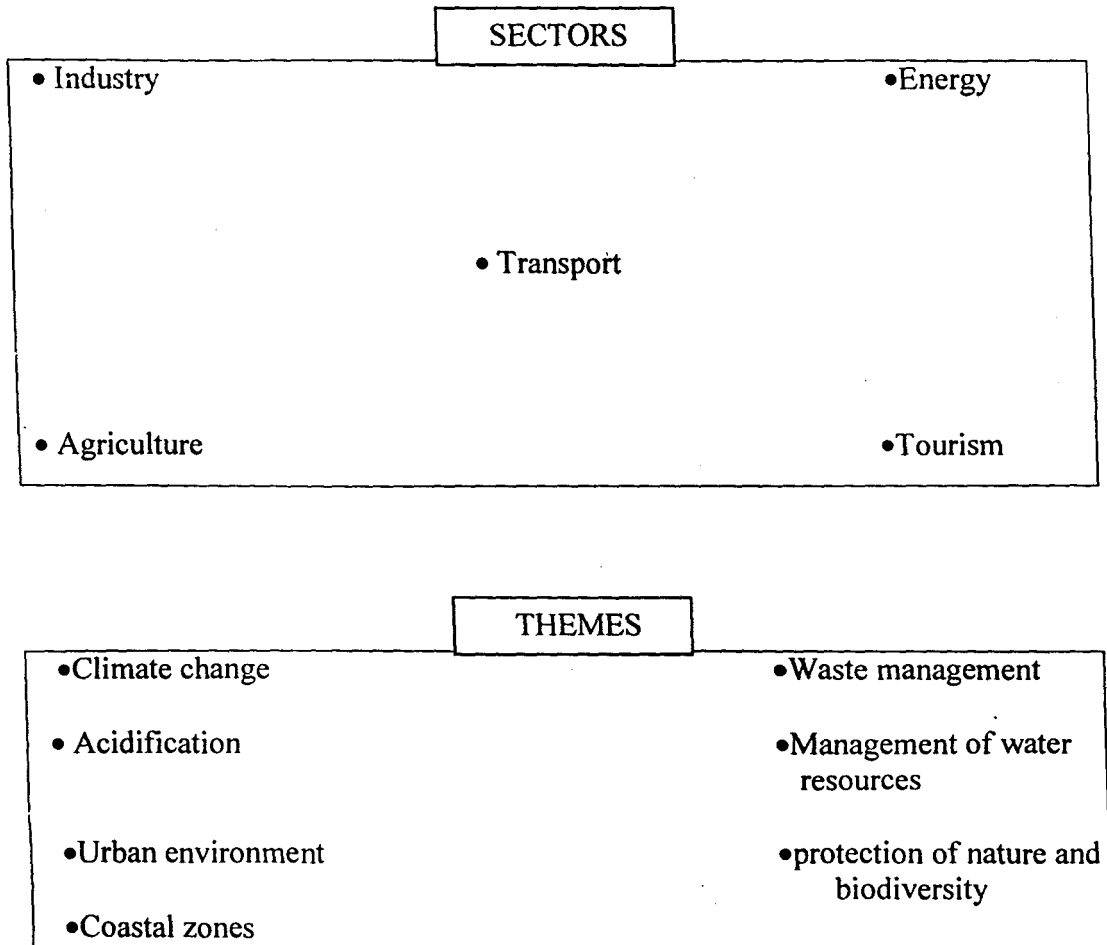 SECTORS
• Industry
•Energy
• Transport
• Agriculture
•Tourism
THEMES
•Climate change
•Waste management
• Acidification
•Management of water
resources
•Urban environment
•protection of nature and
biodiversity
•Coastal zones